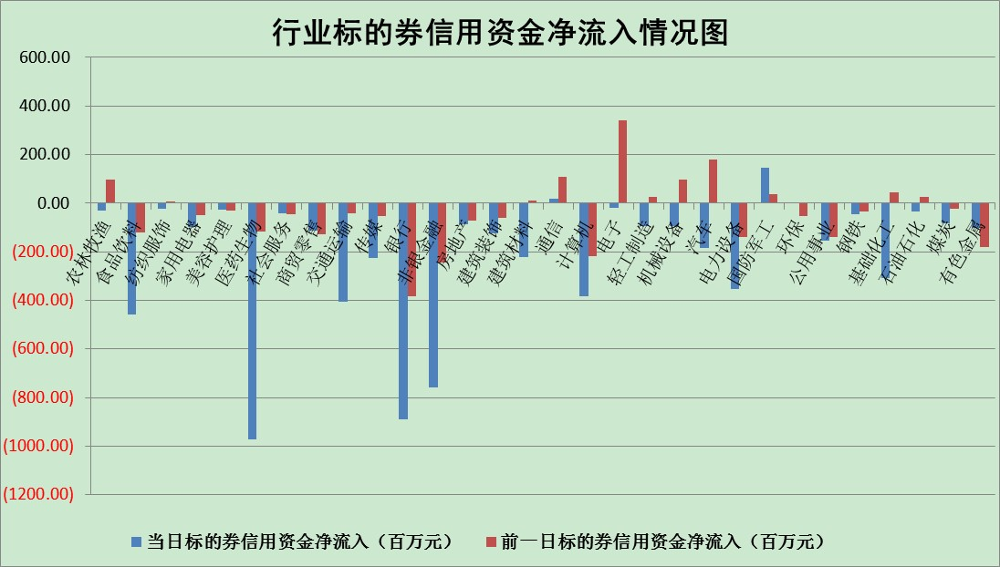 行业标的券信用资金净流入情况图
600.00
400.00
200.00
0.00
(200.00)
(400.00)
(600.00)
(800.00)
(1000.00)
(1200.00)
农林牧渔
食品饮料
纺织服饰
家用电器
美容护理
医药生物
社会服务
商贸零售
交通运输
传媒
银行
非银金融
房地产
建筑装饰
建筑材料
通信
计算机
电子
轻工制造
机械设备
汽车
电力设备
国防军工
环保
公用事业
钢铁
基础化工
石油石化
煤炭
有色金属
当日标的券信用资金净流入（百万元）
前一日标的券信用资金净流入（百万元）